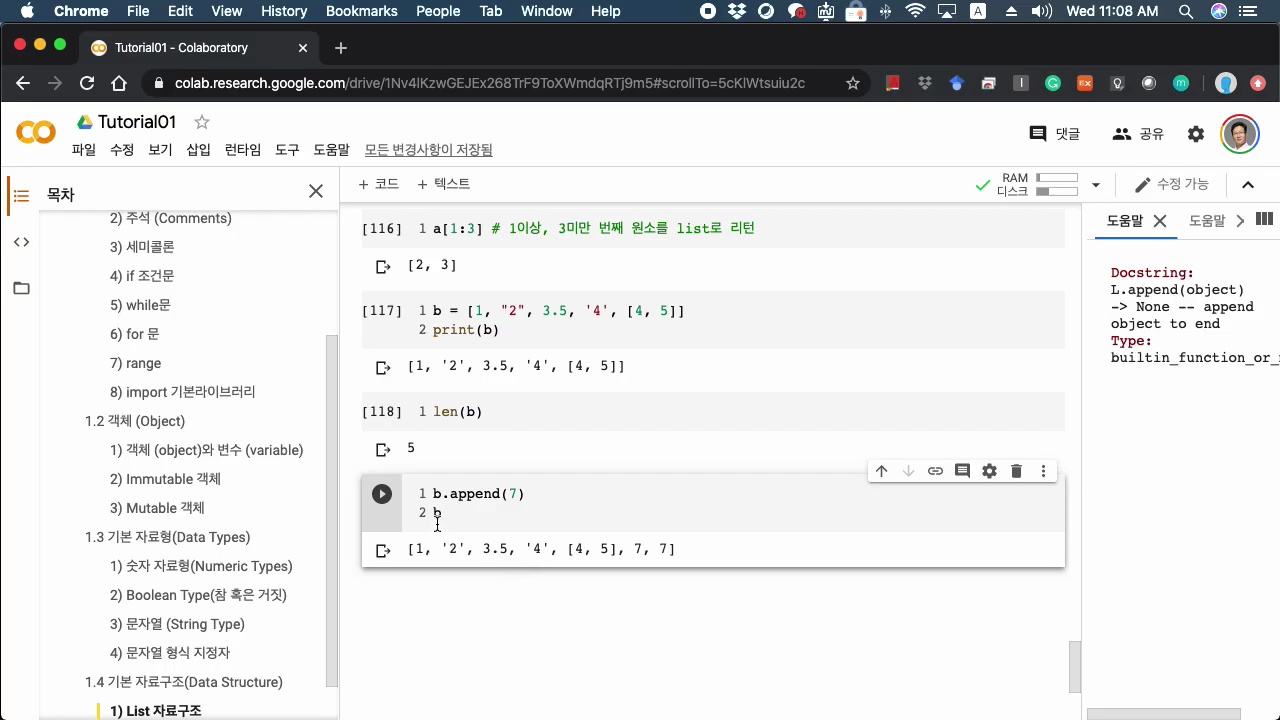 Chrome File Edit View History Bookmarks People Tab Window Help Wed 11:08 AM
Tutorial01 - Colaboratory
colab.research.google.com/drive/1Nv4lKzwGEJEx268TrF9ToXWmdqRTj9m5#scrollTo=5cKlWtsuiu2c
Tutorial01
댓글 공유
파일 수정 보기 삽입 런타임 도구 도움말 모든 변경사항이 저장됨
목차
2) 주석 (Comments)
3) 세미콜론
4) if 조건문
5) while문
6) for 문
7) range
8) import 기본라이브러리
1.2 객체 (Object)
1) 객체 (object)와 변수 (variable)
2) Immutable 객체
3) Mutable 객체
1.3 기본 자료형(Data Types)
1) 숫자 자료형(Numeric Types)
2) Boolean Type(참 혹은 거짓)
3) 문자열 (String Type)
4) 문자열 형식 지정자
1.4 기본 자료구조(Data Structure)
1) List 자료구조
+ 코드 + 텍스트
RAM
디스크
수정 가능
[116] 1 a[1:3] # 1이상, 3미만 번째 원소를 list로 리턴
[2, 3]
[117] 1 b = [1, "2", 3.5, '4', [4, 5]]
2 print(b)
[1, '2', 3.5, '4', [4, 5]]
[118] 1 len(b)
5
1 b.append(7)
2 b
[1, '2', 3.5, '4', [4, 5], 7, 7]
도움말 도움말
Docstring:
L.append(object)
-> None -- append
object to end
Type:
builtin_function_or_